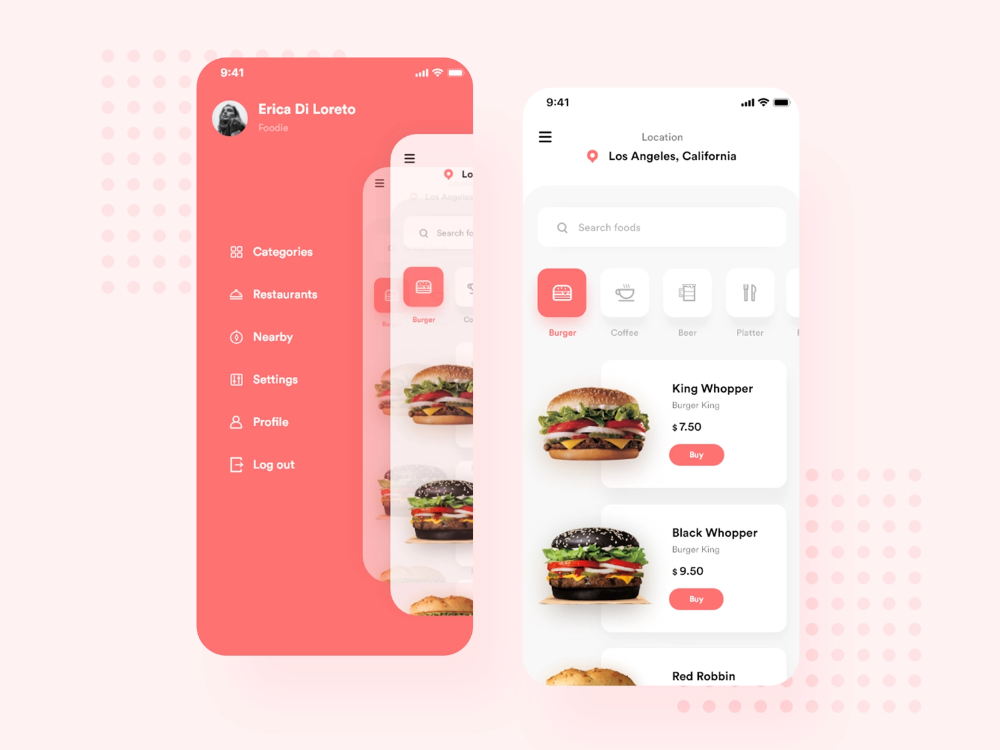 9:41
Erica Di Loreto
Foodie
Categories
Restaurants
Nearby
Settings
Profile
Log out
Lo
Los Angeles
Search fo
Burger
Co
9:41
Location
Los Angeles, California
Search foods
Burger
Coffee
Beer
Platter
King Whopper
Burger King
$ 7.50
Buy
Black Whopper
Burger King
$ 9.50
Buy
Red Robbin